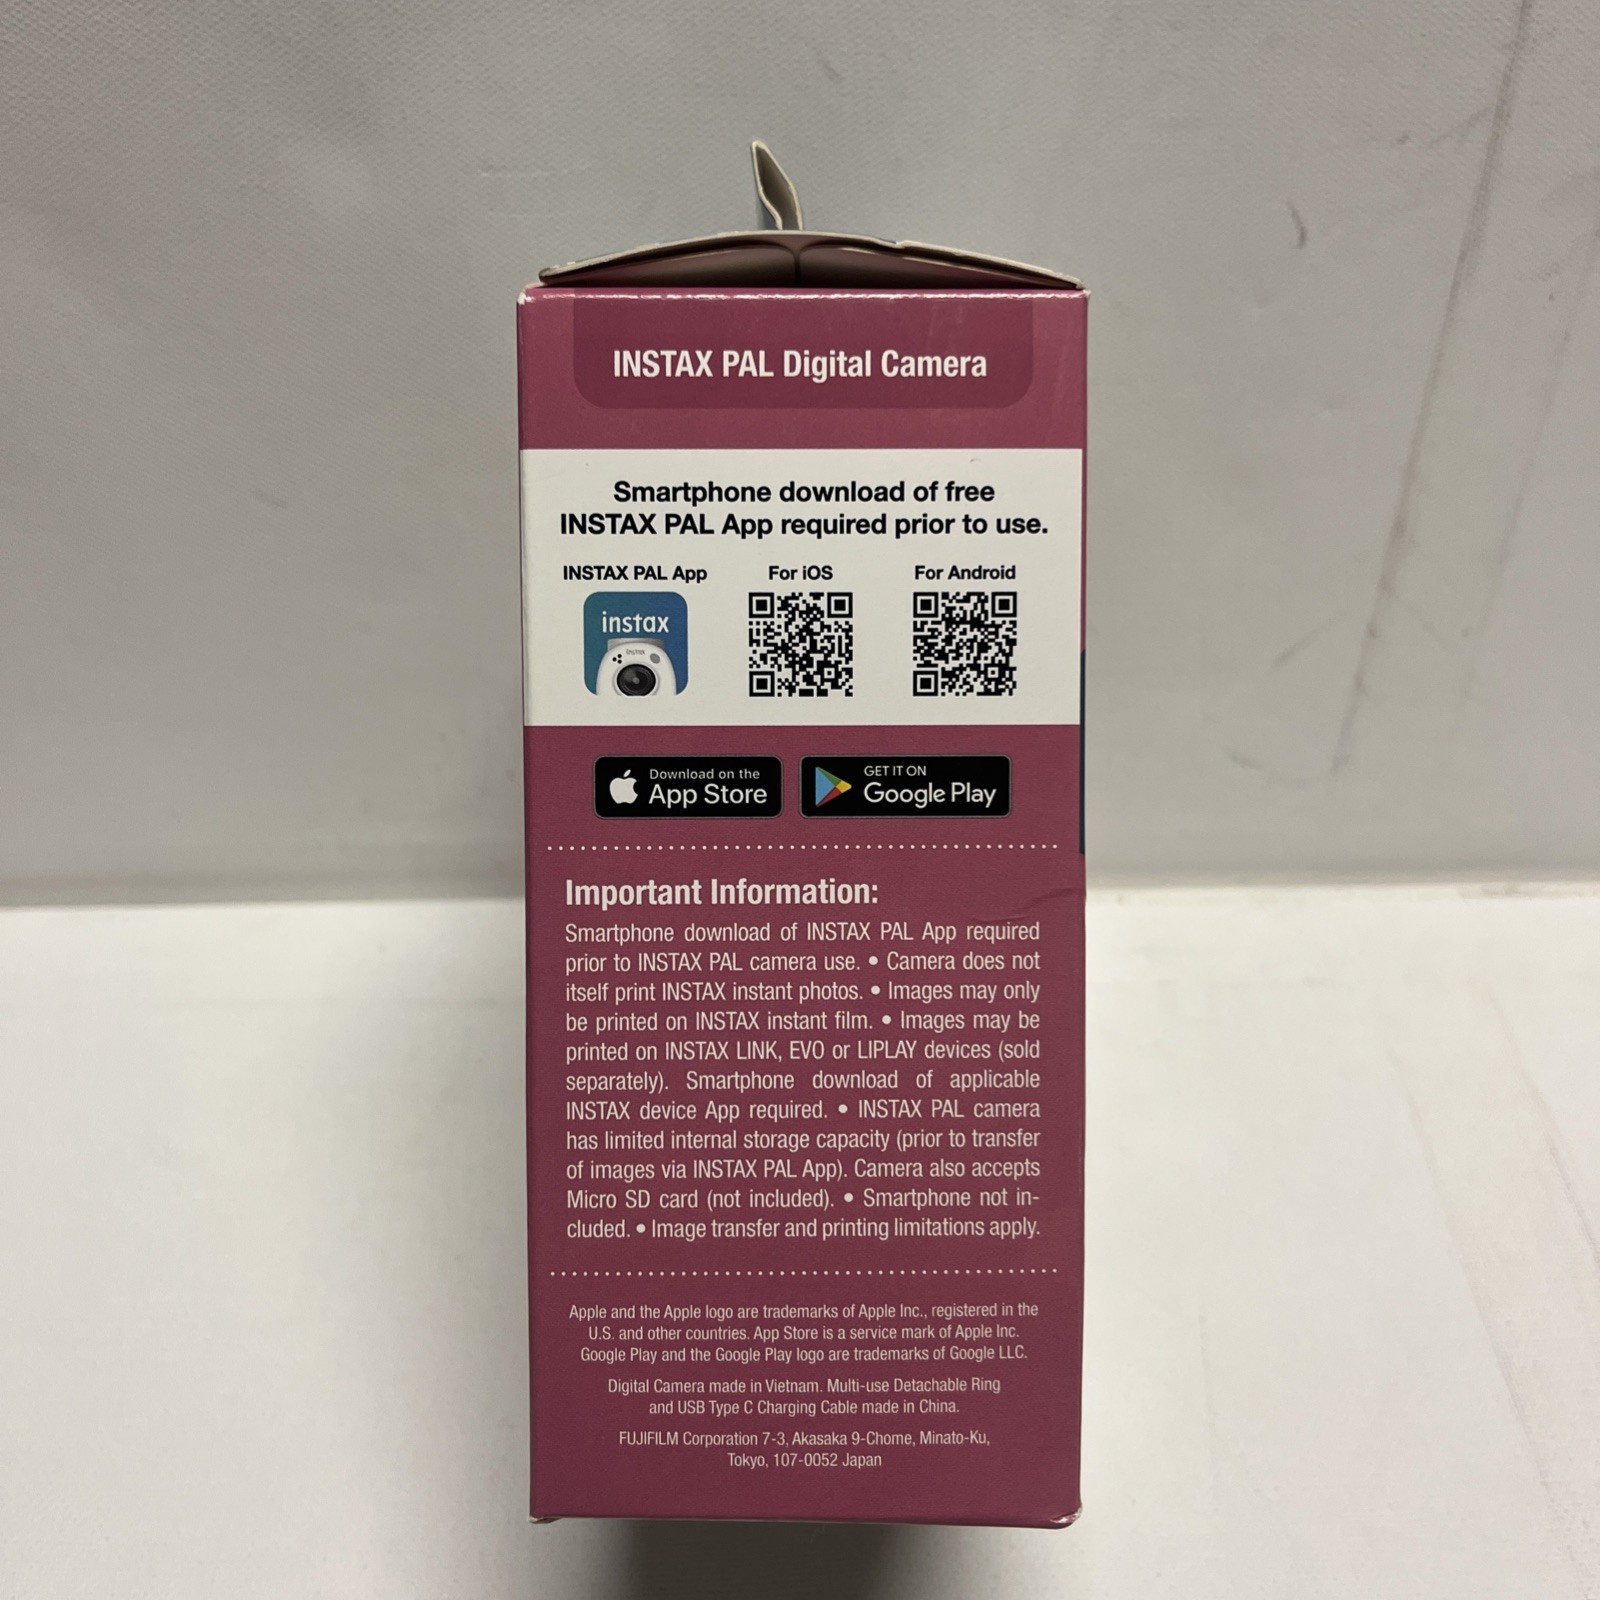 INSTAX PAL Digital Camera
Smartphone download of free
INSTAX PAL App required prior to use.
INSTAX PAL App For iOS For Android
instax
instax
Download on the
App Store
GET IT ON
Google Play
Important Information:
Smartphone download of INSTAX PAL App required
prior to INSTAX PAL camera use. • Camera does not
itself print INSTAX instant photos. • Images may only
be printed on INSTAX instant film. • Images may be
printed on INSTAX LINK, EVO or LIPLAY devices (sold
separately). Smartphone download of applicable
INSTAX device App required. • INSTAX PAL camera
has limited internal storage capacity (prior to transfer
of images via INSTAX PAL App). Camera also accepts
Micro SD card (not included). • Smartphone not in-
cluded. • Image transfer and printing limitations apply.
Apple and the Apple logo are trademarks of Apple Inc., registered in the
U.S. and other countries. App Store is a service mark of Apple Inc.
Google Play and the Google Play logo are trademarks of Google LLC.
Digital Camera made in Vietnam. Multi-use Detachable Ring
and USB Type C Charging Cable made in China.
FUJIFILM Corporation 7-3, Akasaka 9-Chome, Minato-Ku,
Tokyo, 107-0052 Japan